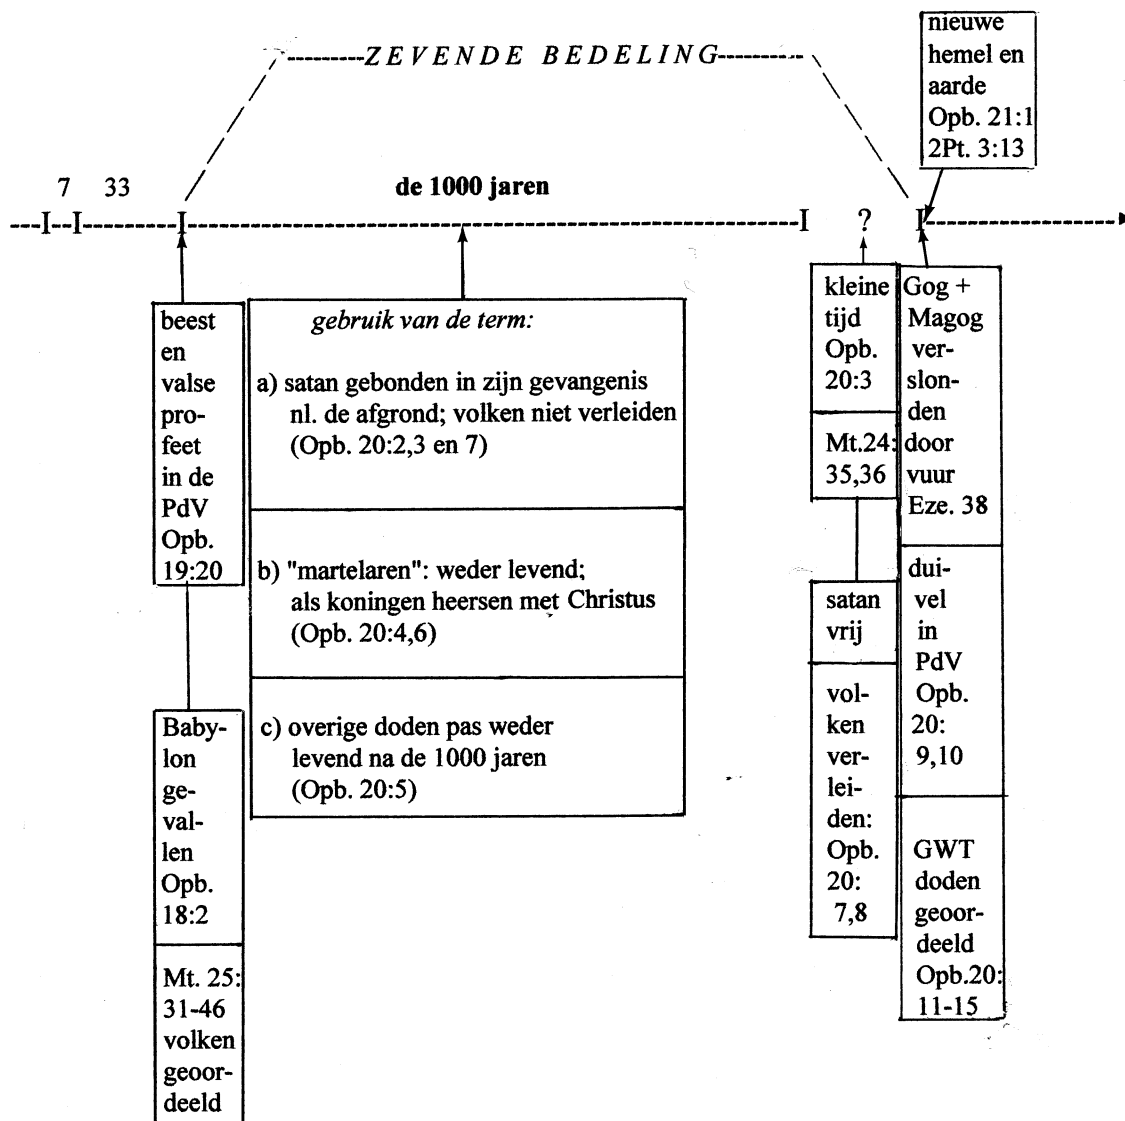 nieuwe
hemel en
aarde
Opb. 21:1
2Pt. 3:13
ZEVENDE BEDELING
7 33 de 1000 jaren
?
beest
en
valse
pro-
feet
in de
PdV
Opb.
19:20
Baby-
lon
ge-
val-
len
Opb.
18:2
Mt. 25:
31-46
volken
geoor-
deeld
gebruik van de term:
a) satan gebonden in zijn gevangenis
nl. de afgrond; volken niet verleiden
(Opb. 20:2,3 en 7)
b) "martelaren": weder levend;
als koningen heersen met Christus
(Opb. 20:4,6)
c) overige doden pas weder
levend na de 1000 jaren
(Opb. 20:5)
kleine
tijd
Opb.
20:3
Mt.24:
35,36
satan
vrij
vol-
ken
ver-
lei-
den:
Opb.
20:
7,8
Gog +
Magog
ver-
slon-
den
door
vuur
Eze. 38
dui-
vel
in
PdV
Opb.
20:
9,10
GWT
doden
geoor-
deeld
Opb.20:
11-15